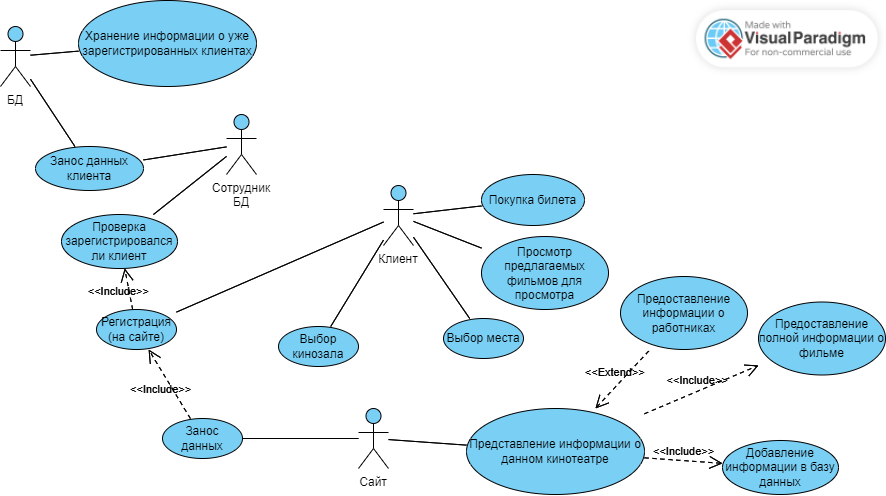 Made with
Visual Paradigm
For non-commercial use
Хранение информации о уже
зарегистрированных клиентах
БД
Занос данных
клиента
Сотрудник
БД
Проверка
зарегистрировался
ли клиент
Клиент
Покупка билета
Просмотр
предлагаемых
фильмов для
просмотра
<<Include>>
Регистрация
(на сайте)
Выбор
кинозала
Выбор места
Предоставление
информации о
работниках
Предоставление
полной информации о
фильме
<<Extend>>
<<Include>>
<<Include>>
Занос
данных
Сайт
Представление информации о
данном кинотеатре
<<Include>>
Добавление
информации в базу
данных